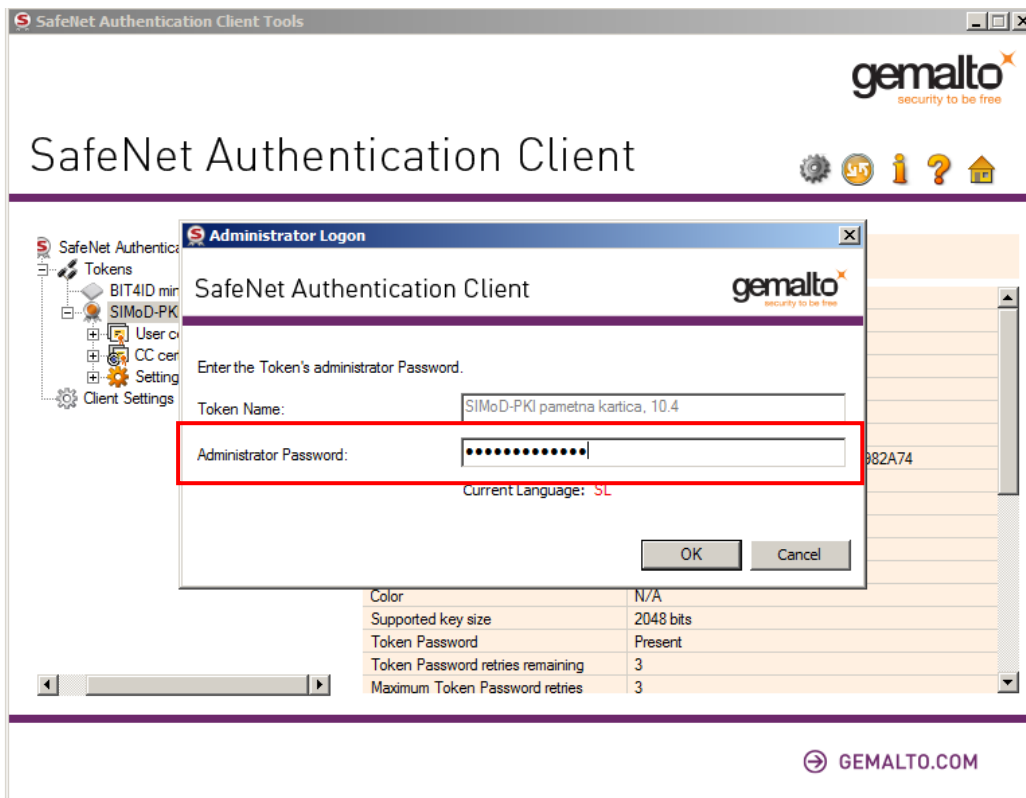 SafeNet Authentication Client Tools
gemalto
security to be free
SafeNet Authentication Client
SafeNet Authentica
Tokens
BIT4ID min
SIMoD-PK
User ce
CC cer
Setting
Client Settings
Administrator Logon
SafeNet Authentication Client
gemalto
security to be free
Enter the Token's administrator Password.
Token Name: SIMoD-PKI pametna kartica, 10.4
Administrator Password: •••••••••••••
Current Language: SL
OK Cancel
982A74
Color N/A
Supported key size 2048 bits
Token Password Present
Token Password retries remaining 3
Maximum Token Password retries 3
GEMALTO.COM